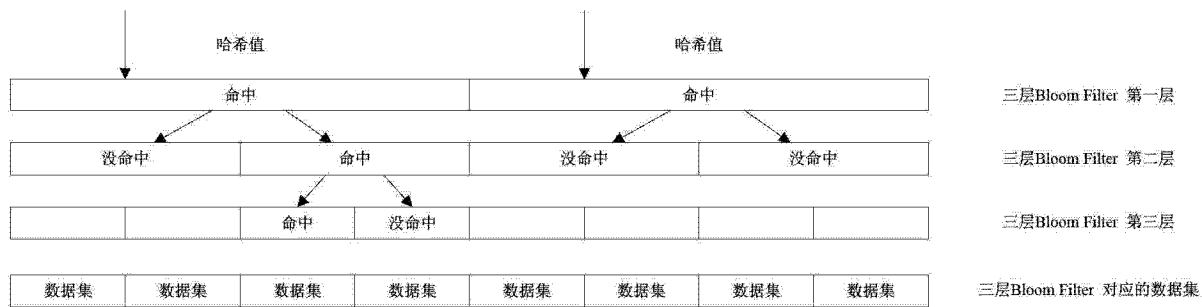 哈希值 哈希值
命中 命中 三层Bloom Filter 第一层
没命中 命中 没命中 没命中 三层Bloom Filter 第二层
命中 没命中 三层Bloom Filter 第三层
数据集 数据集 数据集 数据集 数据集 数据集 数据集 数据集 三层Bloom Filter 对应的数据集